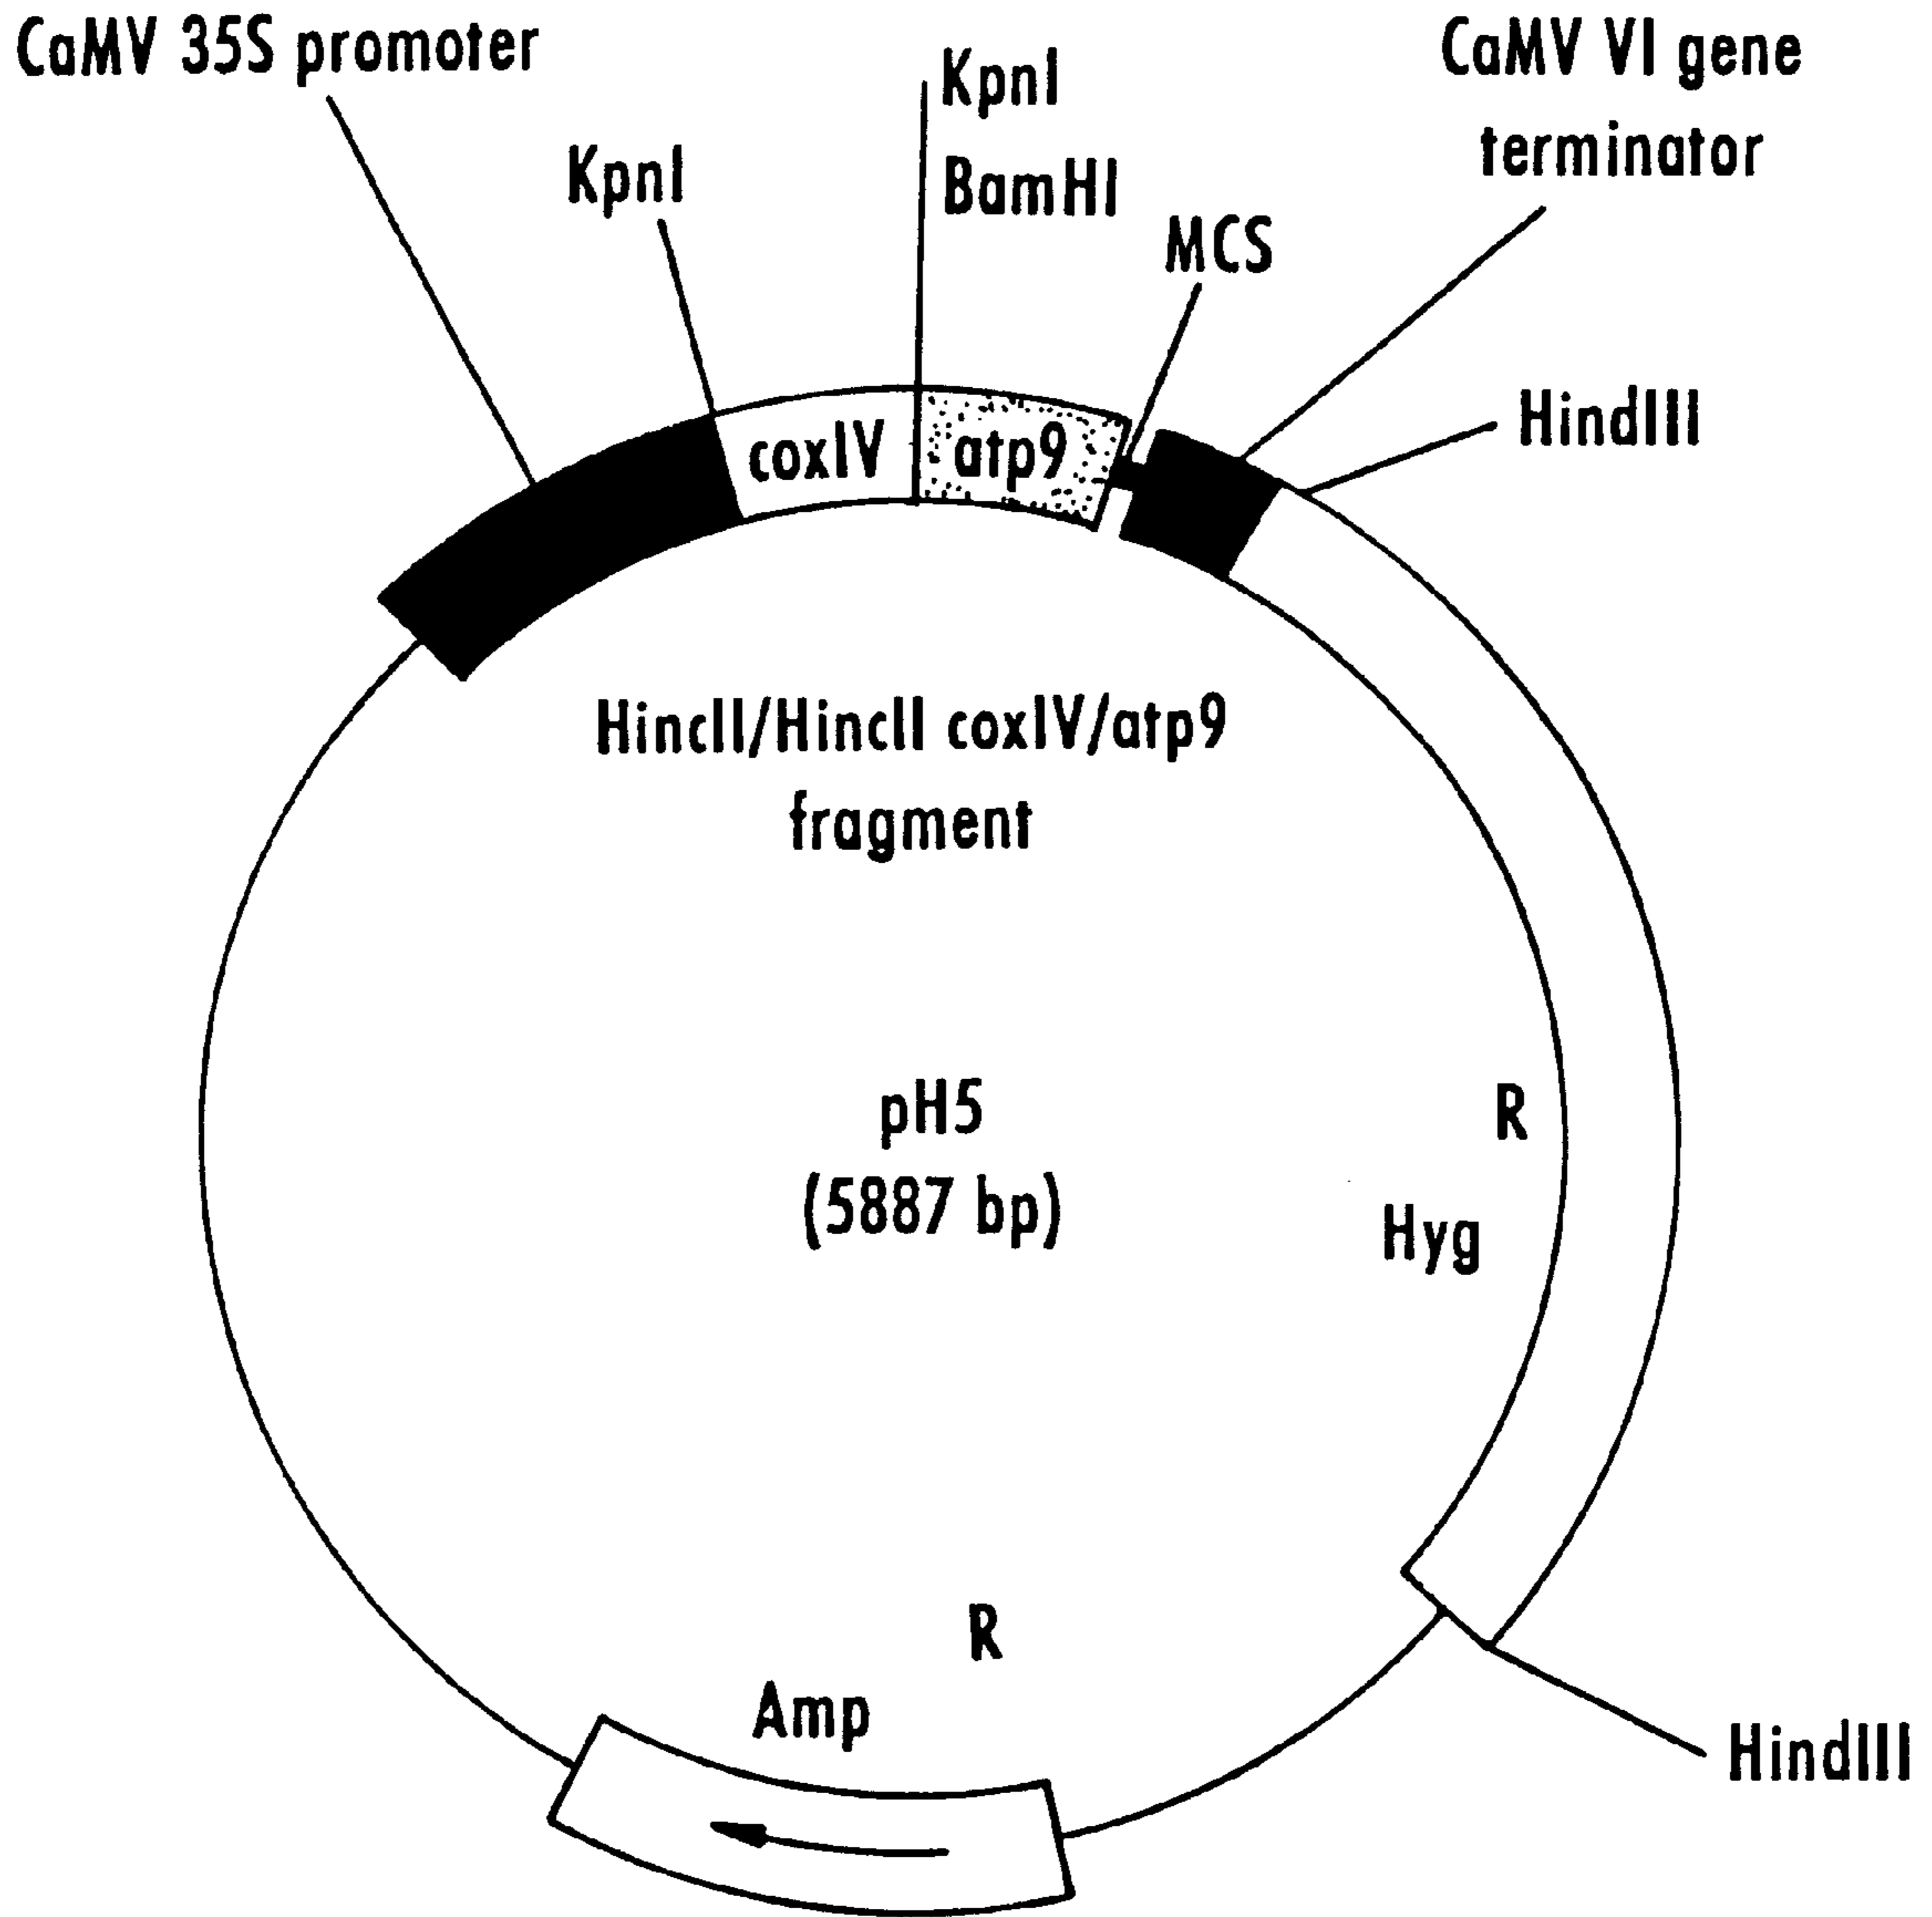 CaMV 35S promoter
KpnI
KpnI
BamHI
MCS
CaMV VI gene
terminator
HindIII
coxIV
atp9
HincII/HincII coxIV/atp9
fragment
pH5
(5887 bp)
R
Hyg
R
Amp
HindIII